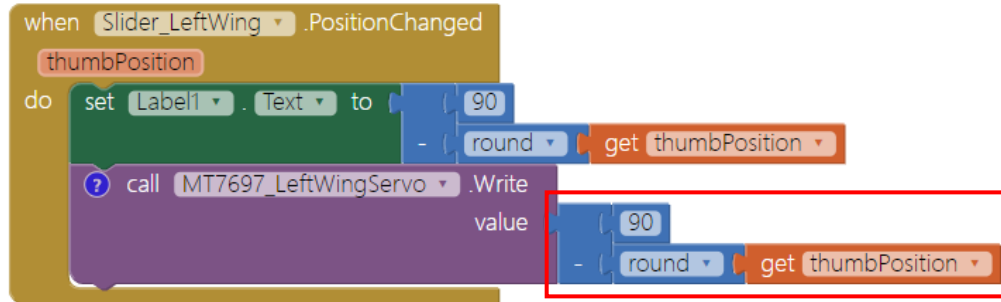 when Slider_LeftWing .PositionChanged
thumbPosition
do set Label1 . Text to 90
- round get thumbPosition
? call MT7697_LeftWingServo .Write
value 90
- round get thumbPosition